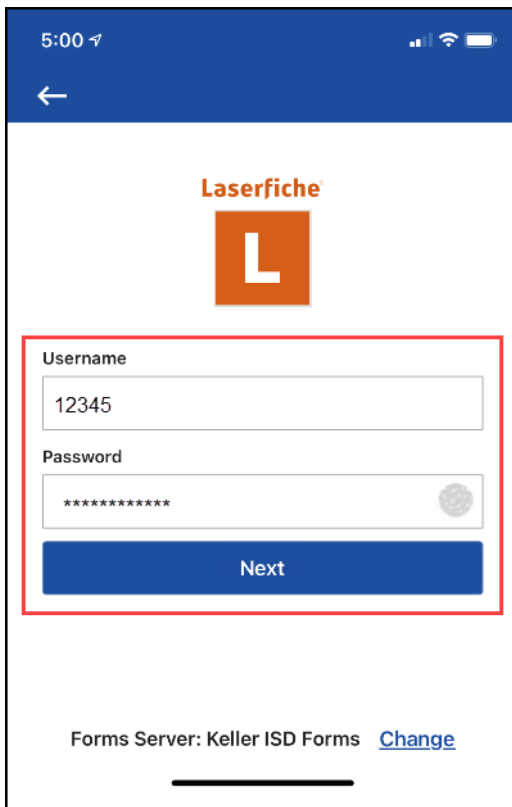 5:00
Laserfiche
L
Username
12345
Password
************
Next
Forms Server: Keller ISD Forms Change